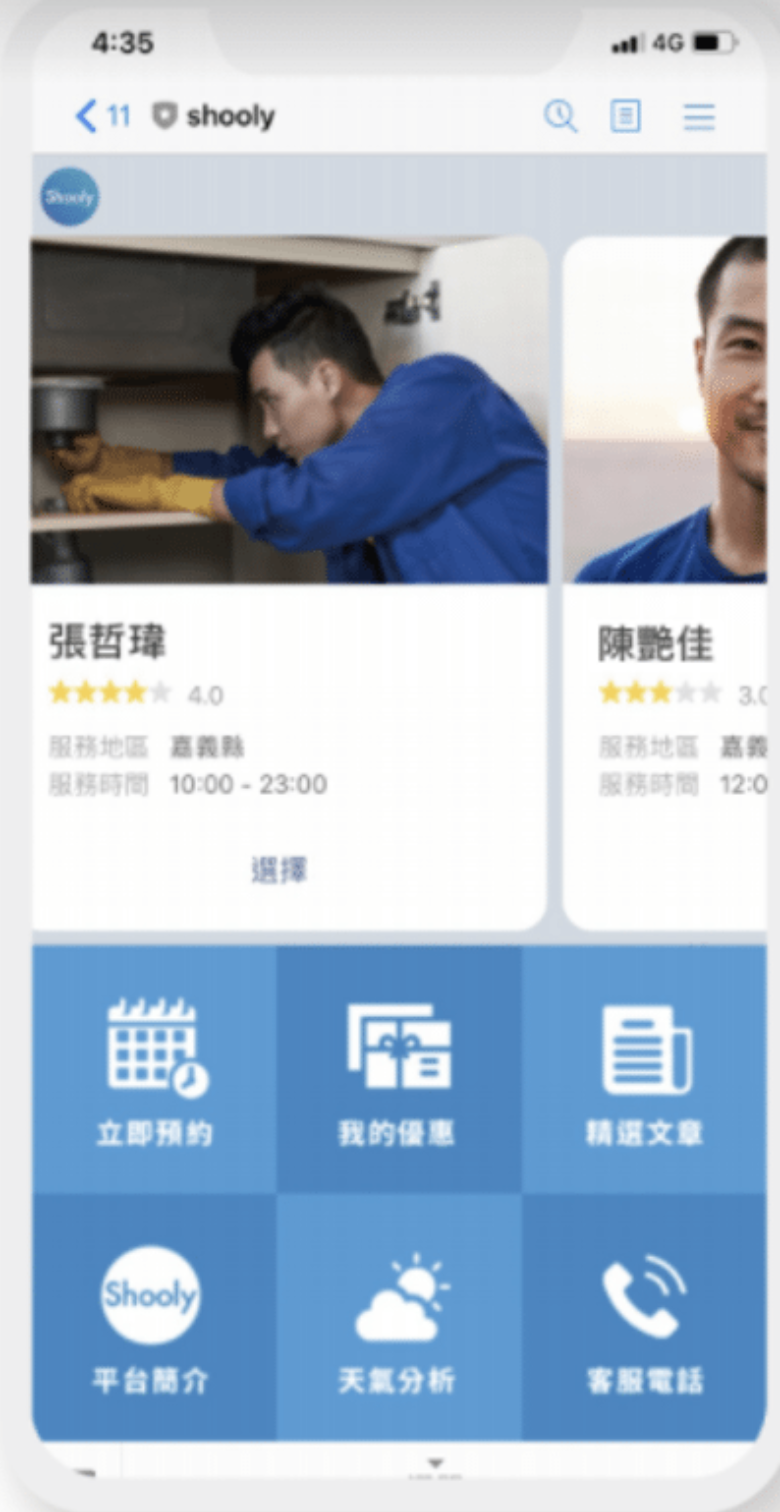 4:35
4G
11 shooly
Shooly
張哲瑋
4.0
服務地區 嘉義縣
服務時間 10:00 - 23:00
選擇
陳艷佳
3.0
服務地區 嘉義
服務時間 12:0
立即預約
我的優惠
精選文章
Shooly
平台簡介
天氣分析
客服電話